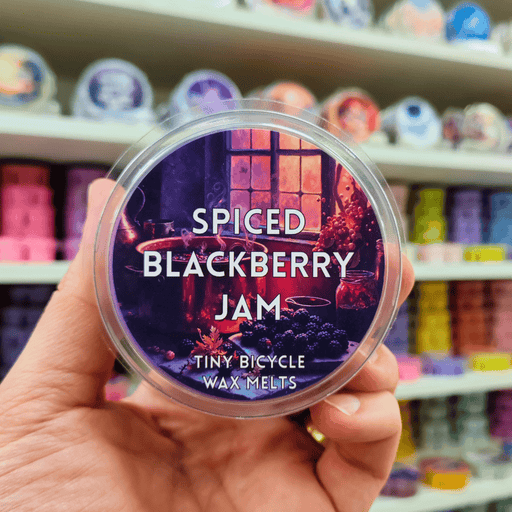 SPICED
BLACKBERRY
JAM
TINY BICYCLE
WAX MELTS